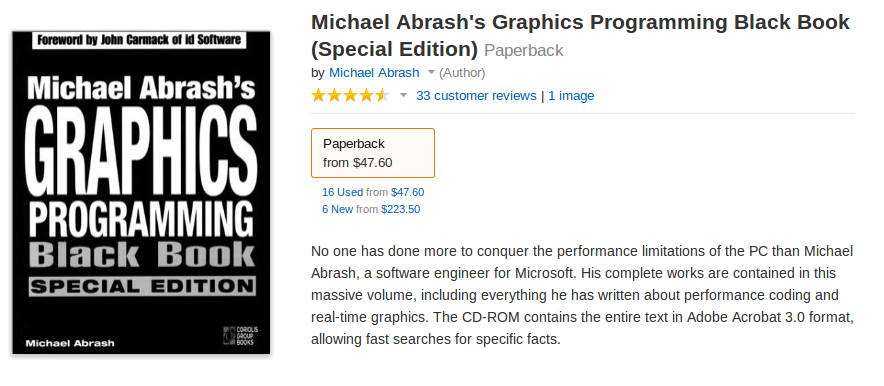 Foreword by John Carmack of id Software
Michael Abrash's
GRAPHICS
PROGRAMMING
Black Book
SPECIAL EDITION
Michael Abrash
CORIOLIS
GROUP
BOOKS
Michael Abrash's Graphics Programming Black Book
(Special Edition) Paperback
by Michael Abrash (Author)
33 customer reviews | 1 image
Paperback
from $47.60
16 Used from $47.60
6 New from $223.50
No one has done more to conquer the performance limitations of the PC than Michael
Abrash, a software engineer for Microsoft. His complete works are contained in this
massive volume, including everything he has written about performance coding and
real-time graphics. The CD-ROM contains the entire text in Adobe Acrobat 3.0 format,
allowing fast searches for specific facts.